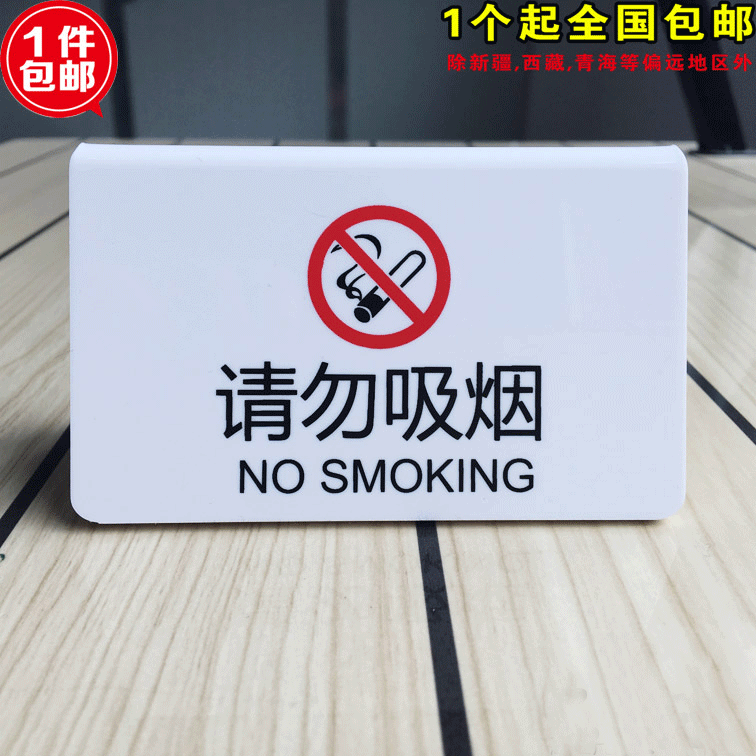 1件
包邮
1个起全国包邮
除新疆,西藏,青海等偏远地区外
请勿吸烟
NO SMOKING